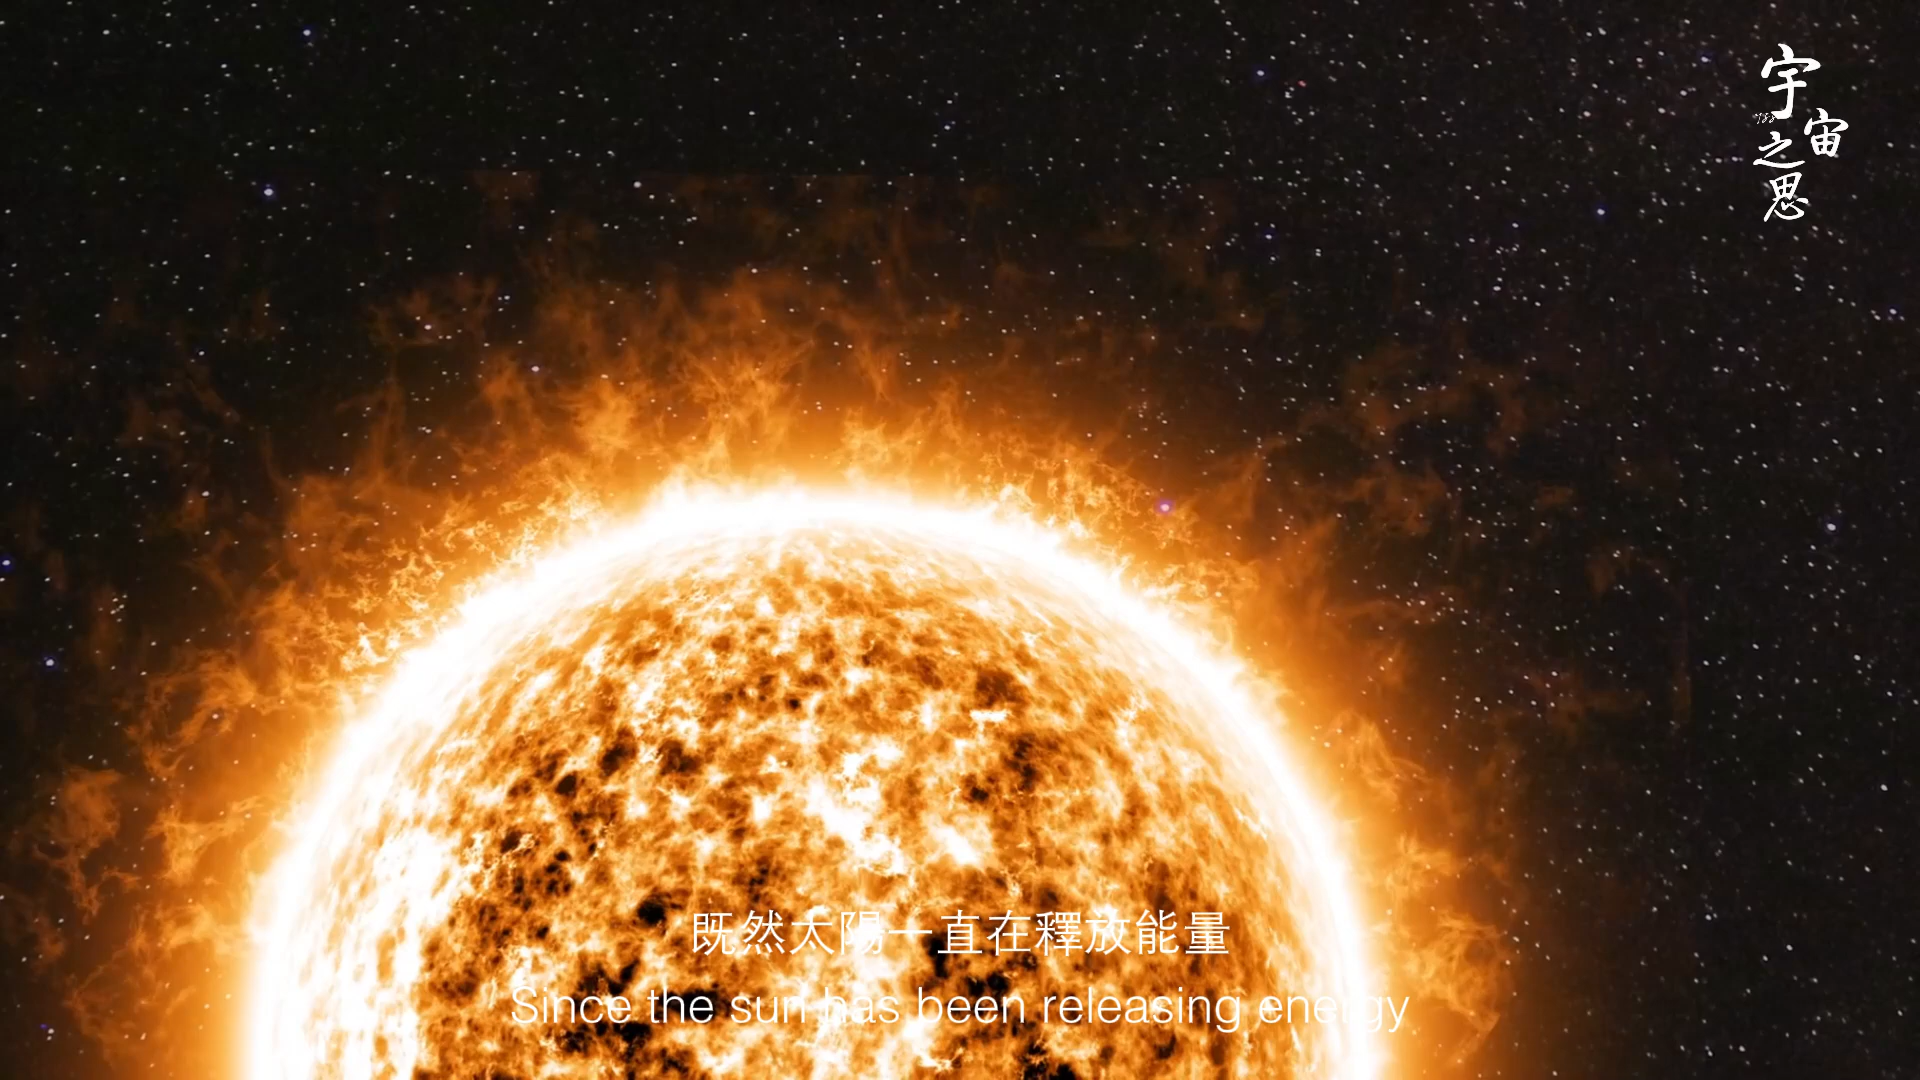 宇宙之思
既然太陽一直在釋放能量
Since the sun has been releasing energy